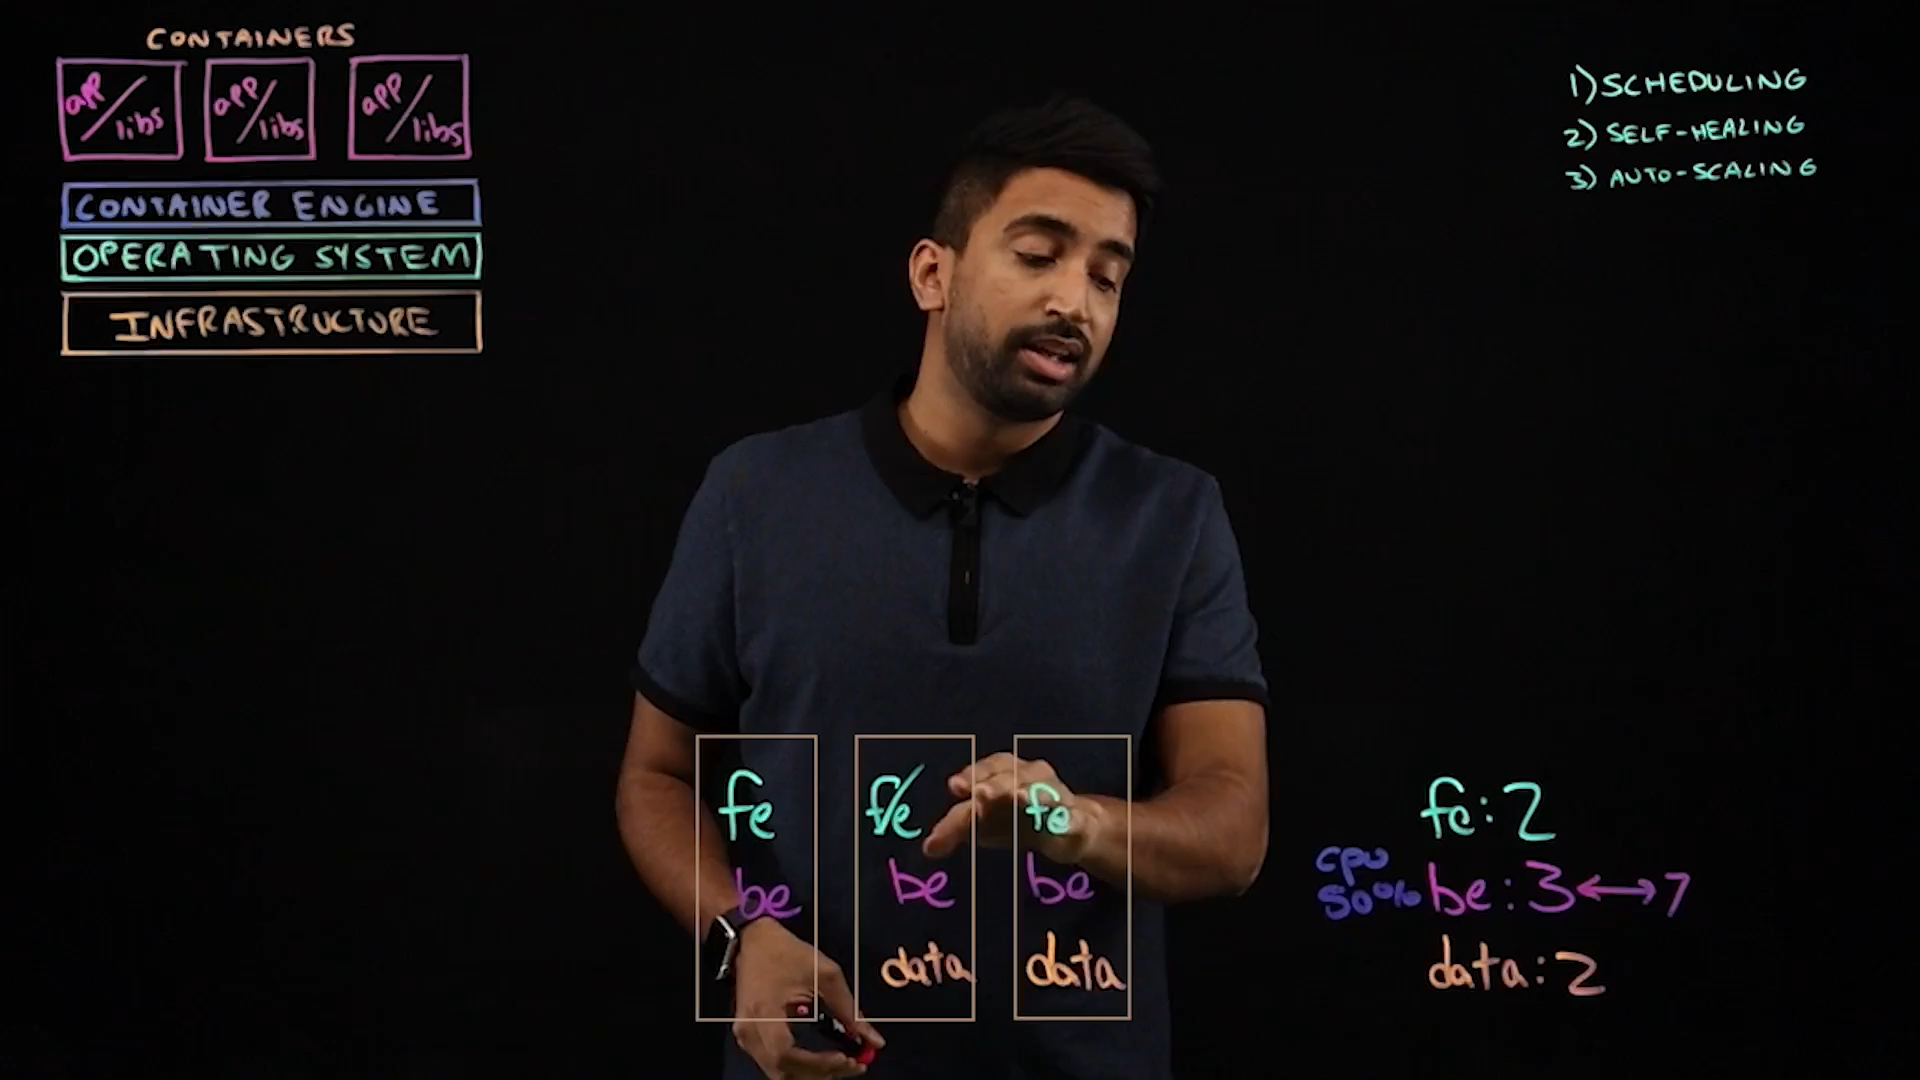 CONTAINERS
app/libs app/libs app/libs
CONTAINER ENGINE
OPERATING SYSTEM
INFRASTRUCTURE
1) SCHEDULING
2) SELF-HEALING
3) AUTO-SCALING
fe fe fe
be be be
data data
fe: 2
cpu 50% be: 3 ↔ 7
data: 2